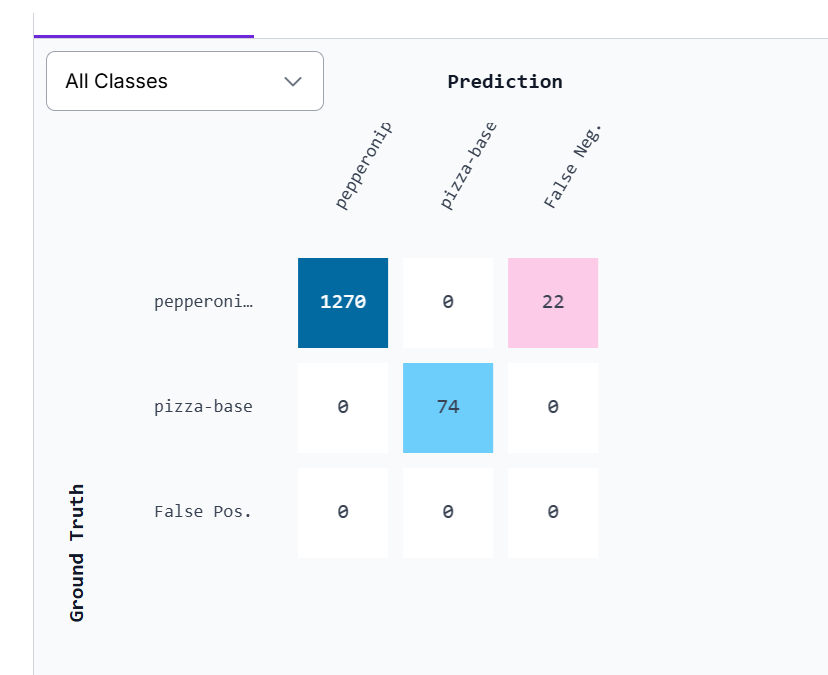 All Classes
Prediction
pepperonip
pizza-base
False Neg.
pepperoni…
1270
0
22
pizza-base
0
74
0
False Pos.
0
0
0
Ground Truth